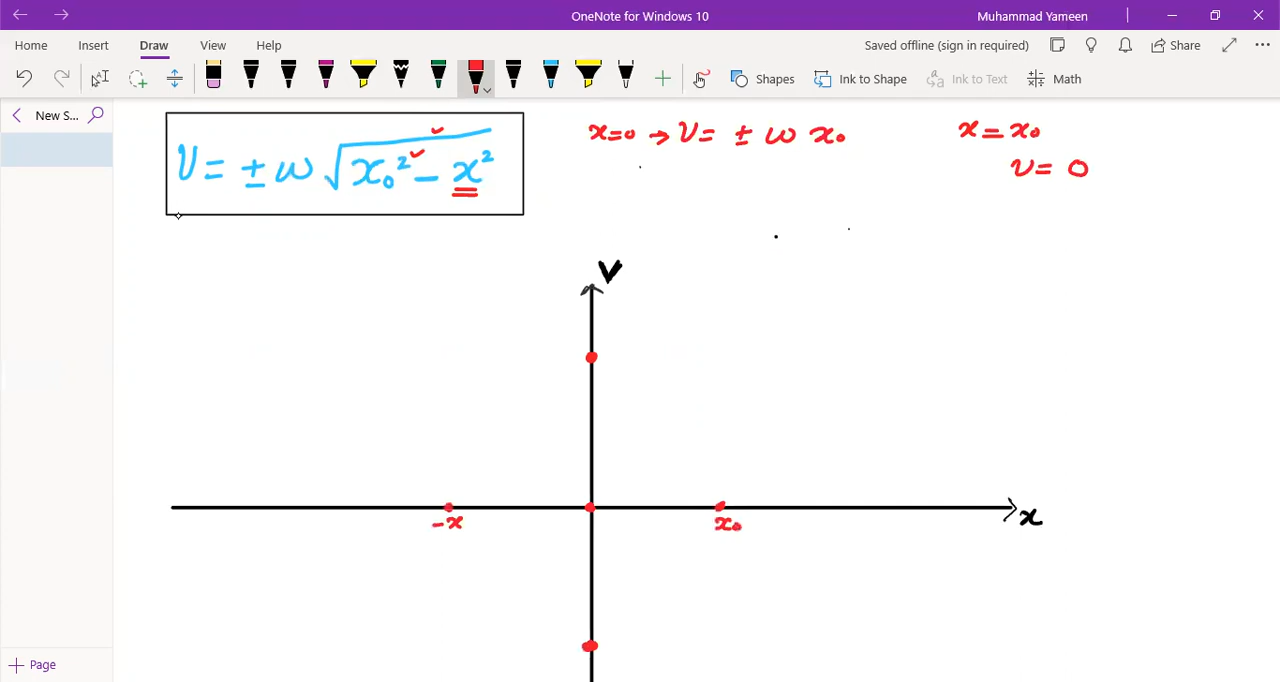 OneNote for Windows 10
Muhammad Yameen
Home Insert Draw View Help
Saved offline (sign in required)
Share
Shapes
Ink to Shape
Ink to Text
Math
New S...
v = ± ω √x₀² − x²
x=0 → v = ± ω x₀
x = x₀
v = 0
v
-x
x₀
x
Page